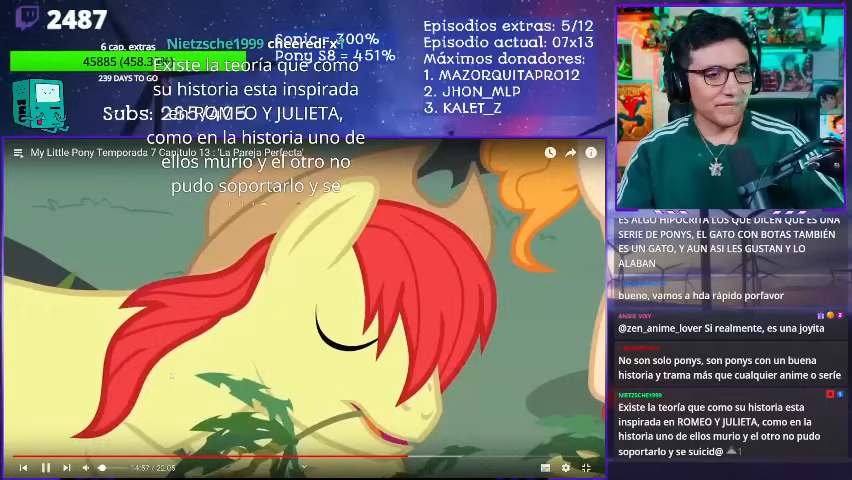 2487
6 cap. extras
45885 (458.
239 DAYS TO GO
Subs:
Sonic = 300%
Pony S8 = 451%
Nietzsche1999 cheered! x1
Existe la teoría que como
su historia esta inspirada
en ROMEO Y JULIETA,
como en la historia uno de
ellos murio y el otro no
pudo soportarlo y se
Episodios extras: 5/12
Episodio actual: 07x13
Máximos donadores:
1. MAZORQUITAPRO12
2. JHON_MLP
3. KALET_Z
My Little Pony Temporada 7 Capitulo 13 : 'La Pareja Perfecta'
14:57 / 22:05
ES ALGO HIPOCRITA LOS QUE DICEN QUE ES UNA
SERIE DE PONYS, EL GATO CON BOTAS TAMBIÉN
ES UN GATO, Y AUN ASI LES GUSTAN Y LO
ALABAN
bueno, vamos a hda rápido porfavor
@zen_anime_lover Si realmente, es una joyita
No son solo ponys, son ponys con un buena
historia y trama más que cualquier anime o serie
NIETZSCHE1999
Existe la teoría que como su historia esta
inspirada en ROMEO Y JULIETA, como en la
historia uno de ellos murio y el otro no pudo
soportarlo y se suicid@ 1